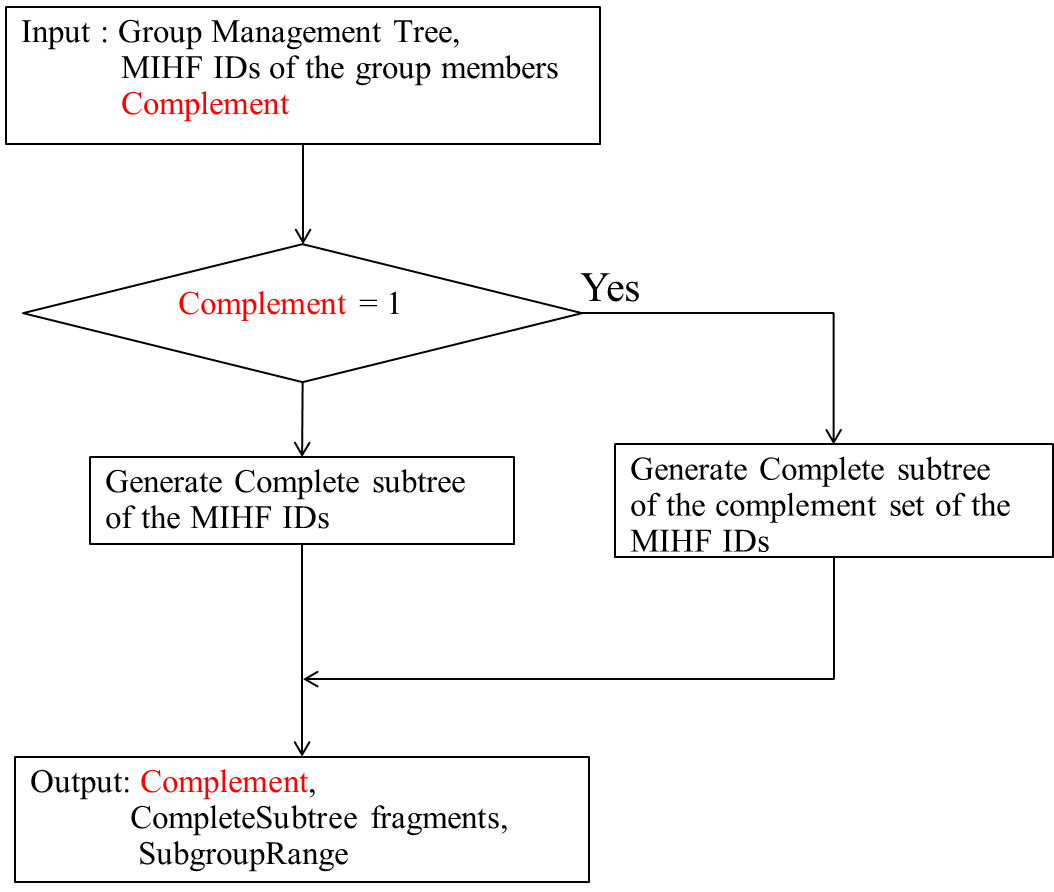 Input : Group Management Tree,
MIHF IDs of the group members
Complement
Complement = 1
Yes
Generate Complete subtree
of the MIHF IDs
Generate Complete subtree
of the complement set of the
MIHF IDs
Output: Complement,
CompleteSubtree fragments,
SubgroupRange